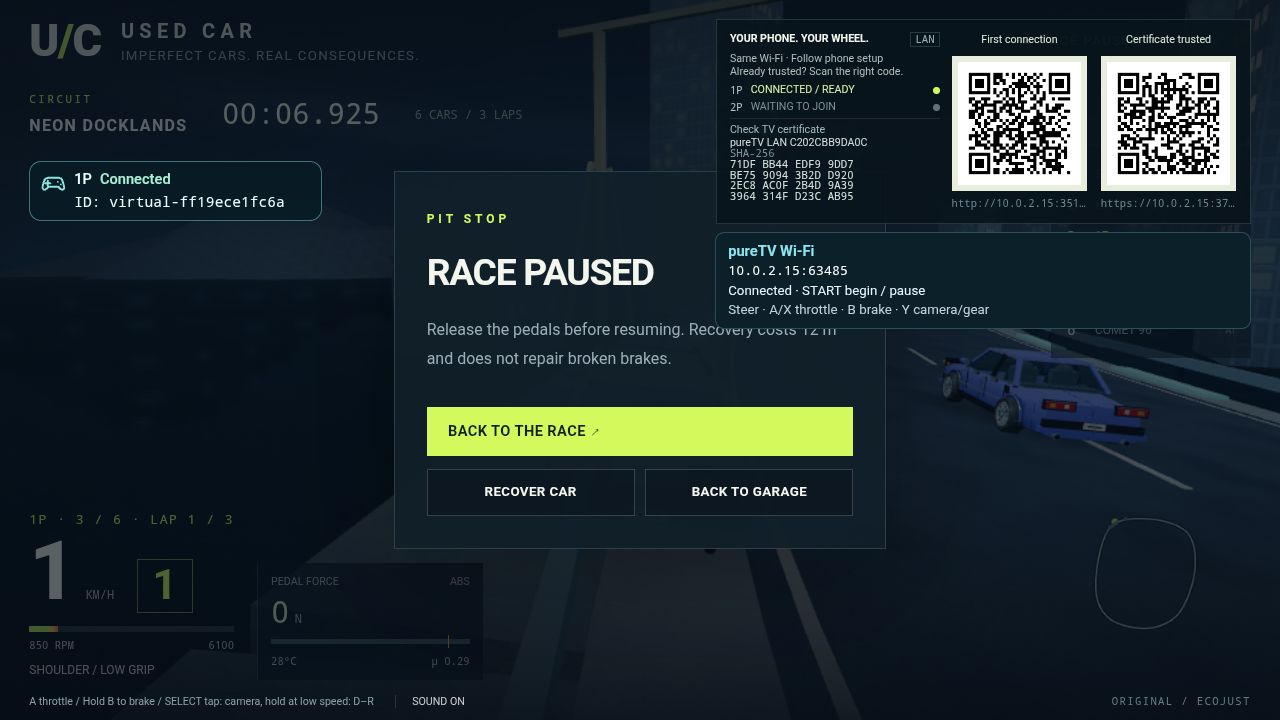 U/C
USED CAR
IMPERFECT CARS. REAL CONSEQUENCES.
CIRCUIT
NEON DOCKLANDS
00:06.925
6 CARS / 3 LAPS
1P Connected
ID: virtual-ff19ece1fc6a
YOUR PHONE. YOUR WHEEL.
LAN
Same Wi-Fi · Follow phone setup
Already trusted? Scan the right code.
1P CONNECTED / READY
2P WAITING TO JOIN
Check TV certificate
pureTV LAN C202CBB9DA0C
SHA-256
71DF BB44 EDF9 9DD7
BE75 9094 3B2D D920
2EC8 AC0F 2B4D 9A39
3964 314F D23C AB95
First connection
http://10.0.2.15:351…
Certificate trusted
https://10.0.2.15:37…
pureTV Wi-Fi
10.0.2.15:63485
Connected · START begin / pause
Steer · A/X throttle · B brake · Y camera/gear
6 COMET 96 AI
PIT STOP
RACE PAUSED
Release the pedals before resuming. Recovery costs 12 m
and does not repair broken brakes.
BACK TO THE RACE ↗
RECOVER CAR
BACK TO GARAGE
1P · 3 / 6 · LAP 1 / 3
1 KM/H 1
850 RPM 6100
SHOULDER / LOW GRIP
PEDAL FORCE ABS
0 N
28°C μ 0.29
A throttle / Hold B to brake / SELECT tap: camera, hold at low speed: D–R
SOUND ON
ORIGINAL / ECOJUST